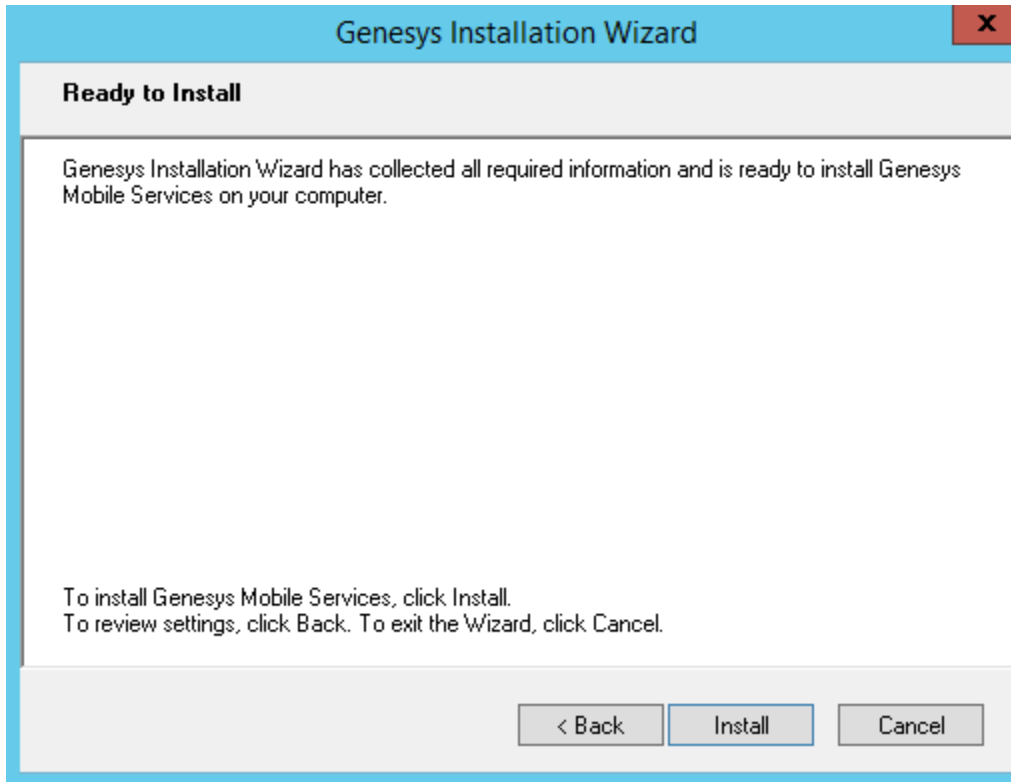 Genesys Installation Wizard
x
Ready to Install
Genesys Installation Wizard has collected all required information and is ready to install Genesys
Mobile Services on your computer.
To install Genesys Mobile Services, click Install.
To review settings, click Back. To exit the Wizard, click Cancel.
< Back Install Cancel